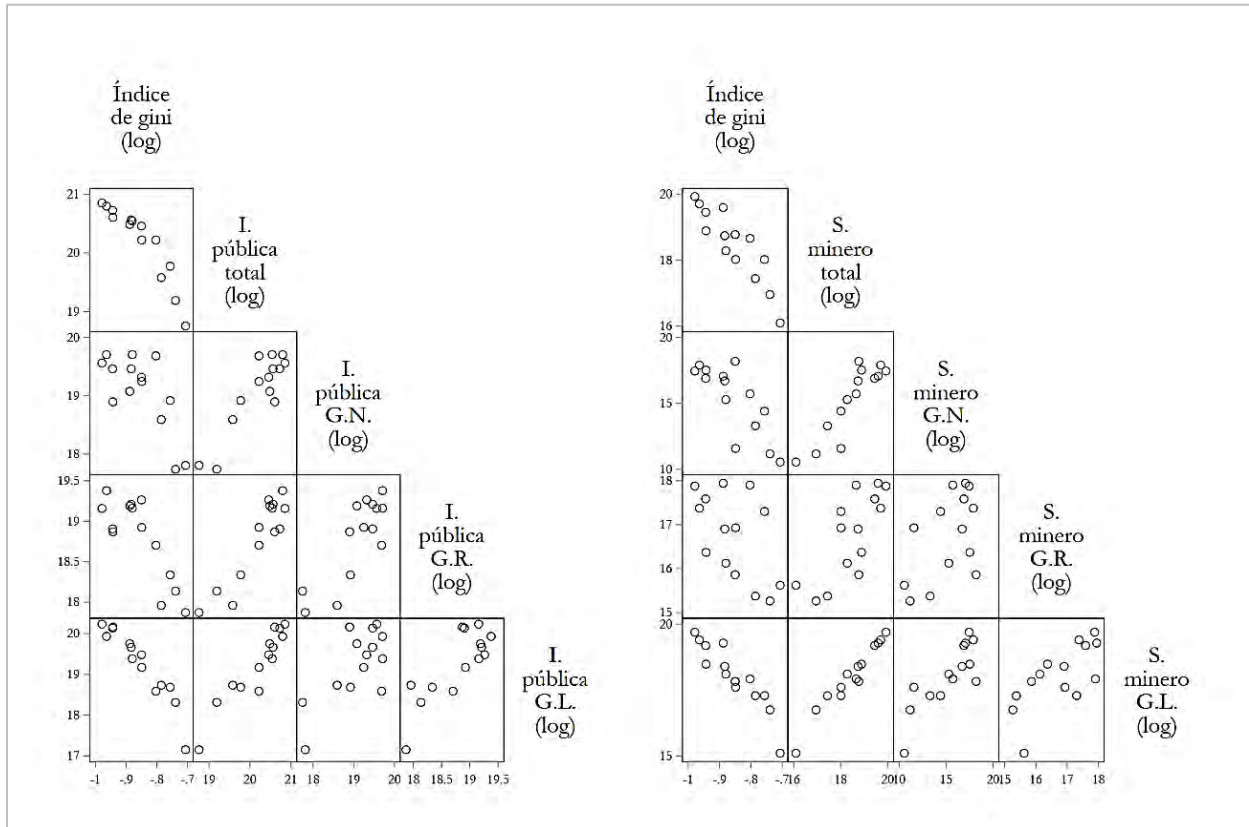 Índice
de gini
(log)
21
20
19
I.
pública
total
(log)
20
19
18
I.
pública
G.N.
(log)
19.5
19
18.5
18
I.
pública
G.R.
(log)
20
19
18
17
I.
pública
G.L.
(log)
-1 -.9 -.8 -.7 19 20 21 18 19 20 18 18.5 19 19.5
Índice
de gini
(log)
20
18
16
S.
minero
total
(log)
20
15
10
S.
minero
G.N.
(log)
18
17
16
15
S.
minero
G.R.
(log)
20
15
S.
minero
G.L.
(log)
-1 -.9 -.8 -.7 16 18 20 10 15 20 15 16 17 18